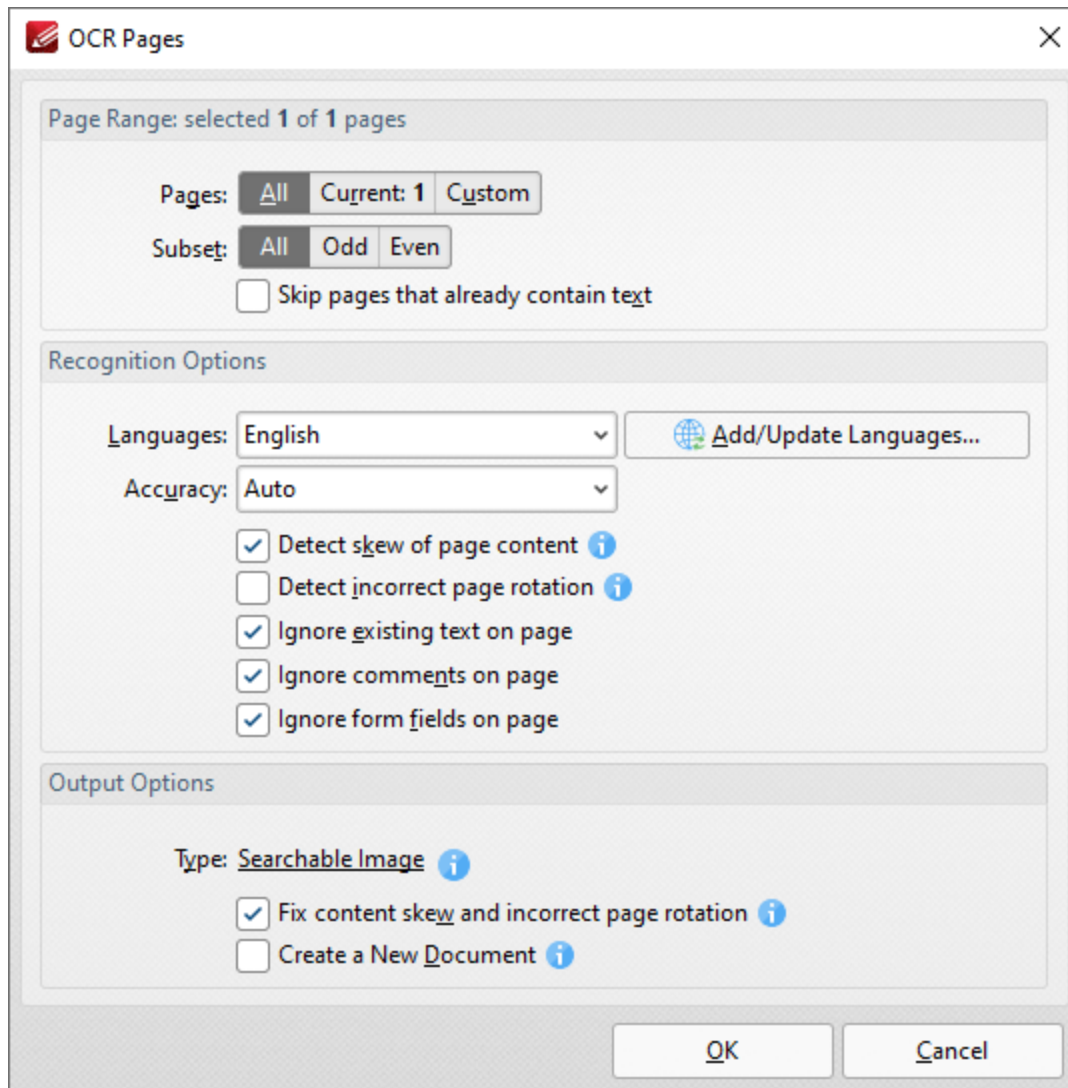 OCR Pages
Page Range: selected 1 of 1 pages
Pages: All Current: 1 Custom
Subset: All Odd Even
Skip pages that already contain text
Recognition Options
Languages: English Add/Update Languages...
Accuracy: Auto
Detect skew of page content
Detect incorrect page rotation
Ignore existing text on page
Ignore comments on page
Ignore form fields on page
Output Options
Type: Searchable Image
Fix content skew and incorrect page rotation
Create a New Document
OK Cancel